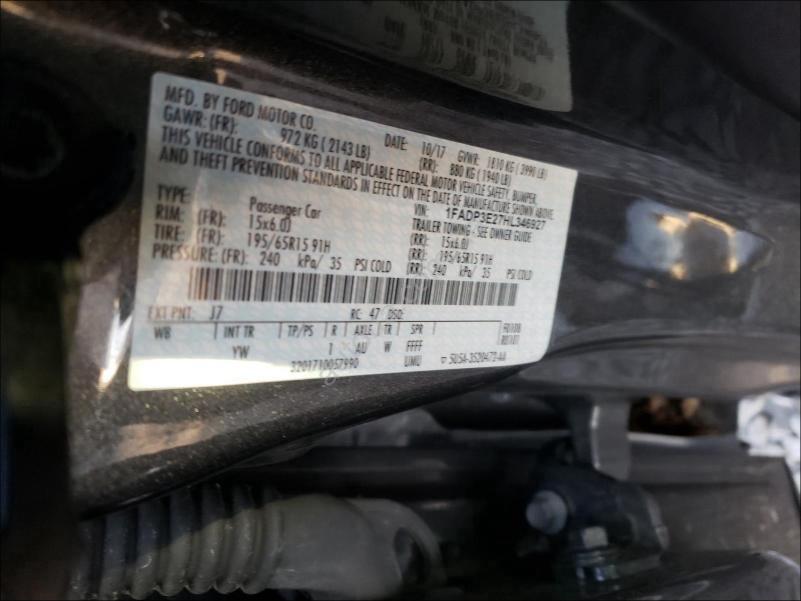 MFD. BY FORD MOTOR CO. DATE: 10/17 GVWR: 1810 KG ( 3990 LB)
GAWR: (FR): 972 KG ( 2143 LB) (RR): 880 KG ( 1940 LB)
THIS VEHICLE CONFORMS TO ALL APPLICABLE FEDERAL MOTOR VEHICLE SAFETY, BUMPER,
AND THEFT PREVENTION STANDARDS IN EFFECT ON THE DATE OF MANUFACTURE SHOWN ABOVE.
VIN: 1FADP3E27HL346927
TYPE: Passenger Car TRAILER TOWING - SEE OWNER GUIDE
RIM: (FR): 15x6.0J (RR): 15x6.0J
TIRE: (FR): 195/65R15 91H (RR): 195/65R15 91H
PRESSURE: (FR): 240 kPa/ 35 PSI COLD (RR): 240 kPa/ 35 PSI COLD
EXT PNT: J7 RC: 47 DSO:
WB INT TR TP/PS R AXLE TR SPR
YW 1 AU W FFFF
3201710057990 UMU 5U5A-3520472-AA